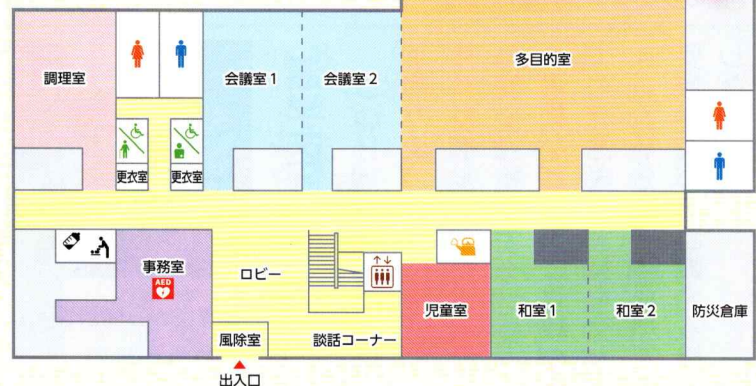 調理室
会議室1
会議室2
多目的室
更衣室
更衣室
事務室
AED
ロビー
児童室
和室1
和室2
防災倉庫
風除室
談話コーナー
出入口